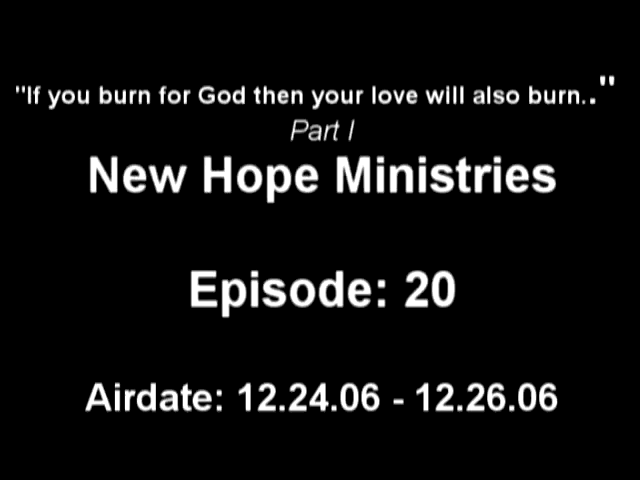 "If you burn for God then your love will also burn.."
Part I
New Hope Ministries
Episode: 20
Airdate: 12.24.06 - 12.26.06